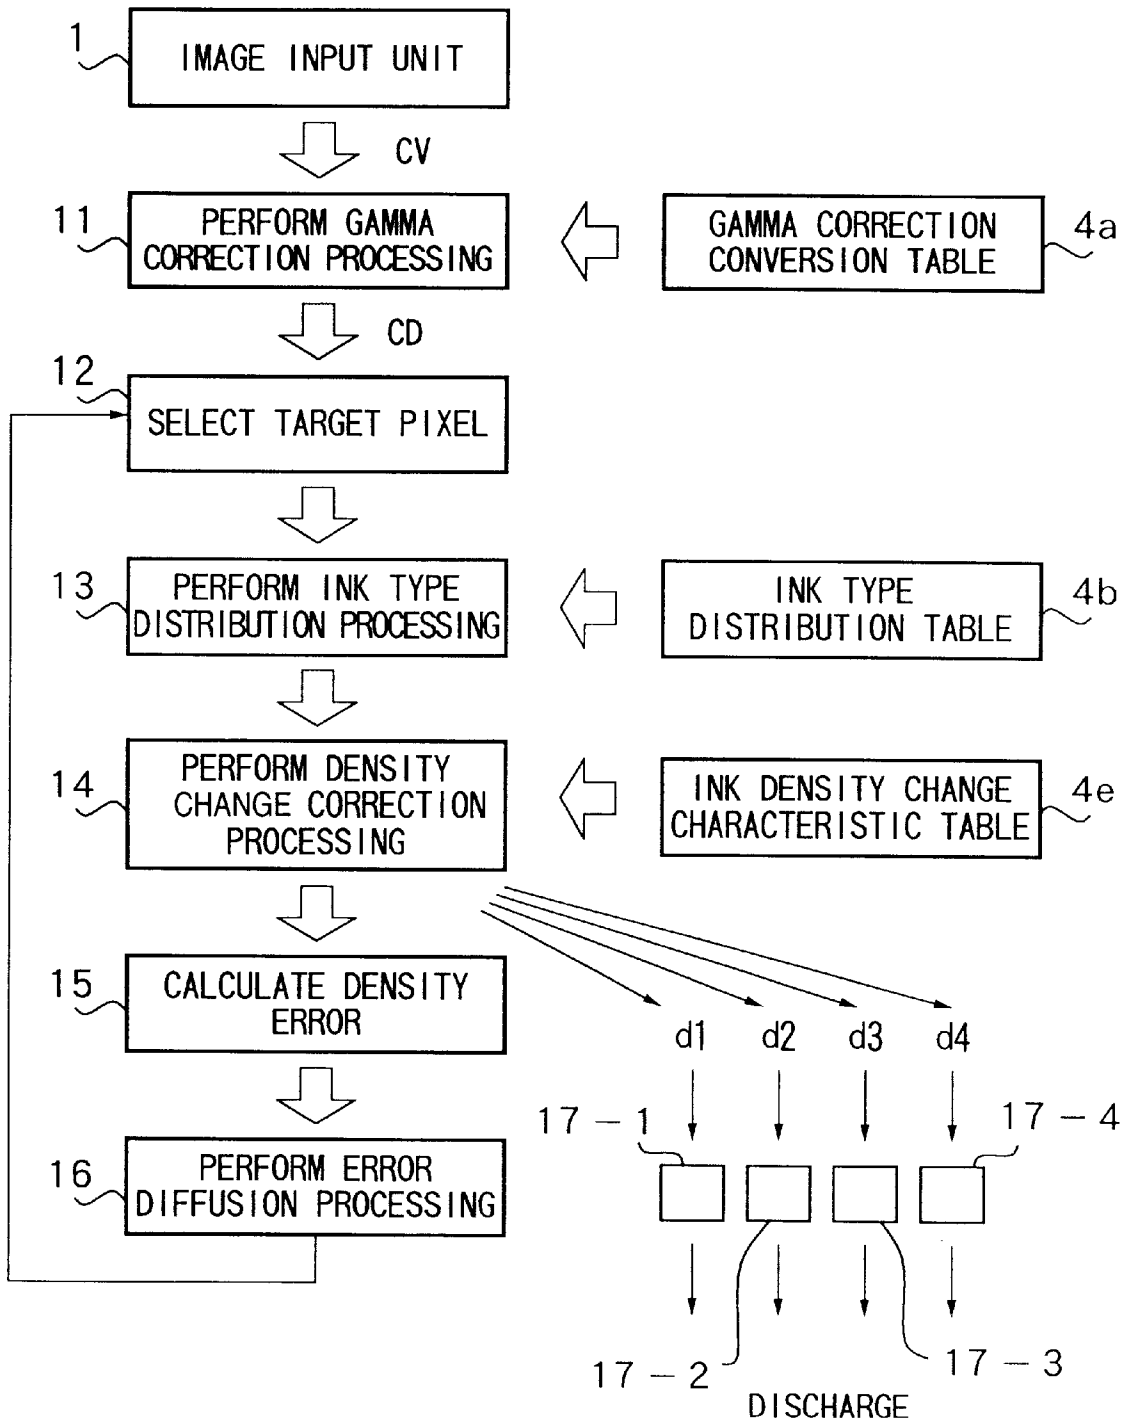 1
IMAGE INPUT UNIT
CV
11
PERFORM GAMMA
CORRECTION PROCESSING
GAMMA CORRECTION
CONVERSION TABLE
4a
CD
12
SELECT TARGET PIXEL
13
PERFORM INK TYPE
DISTRIBUTION PROCESSING
INK TYPE
DISTRIBUTION TABLE
4b
14
PERFORM DENSITY
CHANGE CORRECTION
PROCESSING
INK DENSITY CHANGE
CHARACTERISTIC TABLE
4e
15
CALCULATE DENSITY
ERROR
d1 d2 d3 d4
17-1
17-4
16
PERFORM ERROR
DIFFUSION PROCESSING
17-2
17-3
DISCHARGE